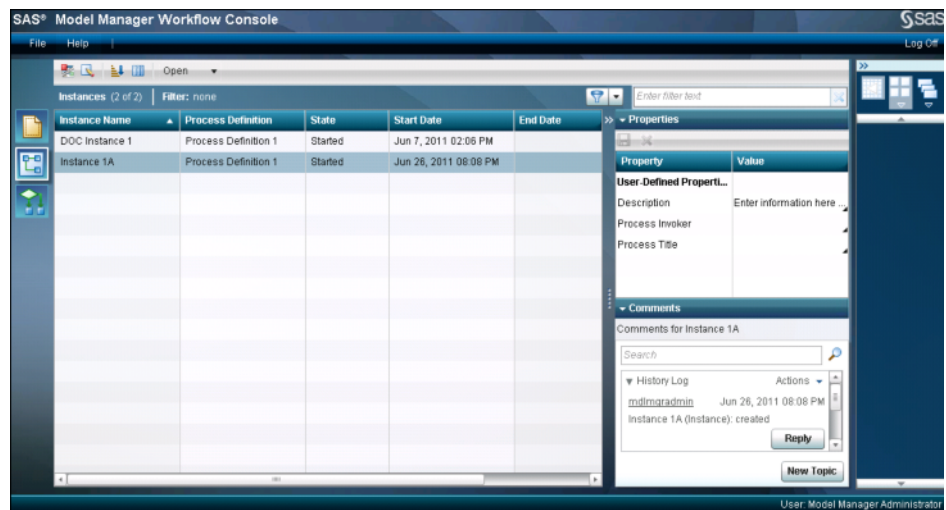 SAS® Model Manager Workflow Console
sas
File Help Log Off
Open
Instances (2 of 2) Filter: none
Enter filter text
Instance Name Process Definition State Start Date End Date
DOC Instance 1 Process Definition 1 Started Jun 7, 2011 02:06 PM
Instance 1A Process Definition 1 Started Jun 26, 2011 08:08 PM
Properties
Property Value
User-Defined Properti...
Description Enter information here ...
Process Invoker
Process Title
Comments
Comments for Instance 1A
Search
History Log Actions
mdlmgradmin Jun 26, 2011 08:08 PM
Instance 1A (Instance): created
Reply
New Topic
User: Model Manager Administrator